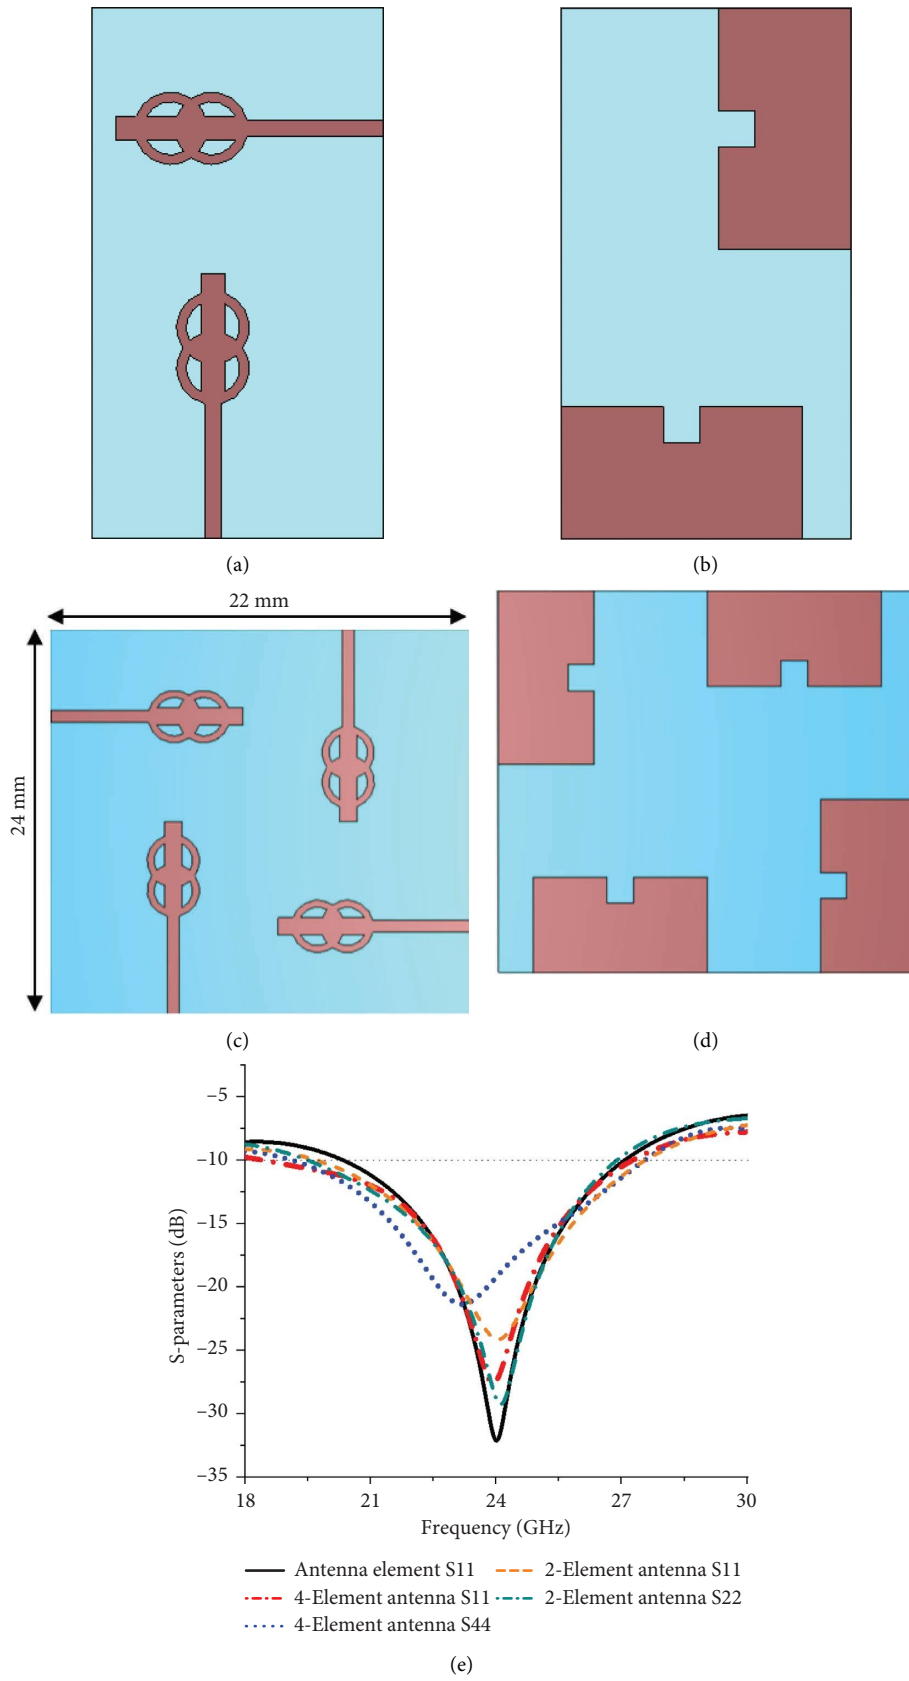 (a)
(b)
22 mm
24 mm
(c)
(d)
−5
−10
−15
−20
−25
−30
−35
S-parameters (dB)
18
21
24
27
30
Frequency (GHz)
Antenna element S11
2-Element antenna S11
4-Element antenna S11
2-Element antenna S22
4-Element antenna S44
(e)